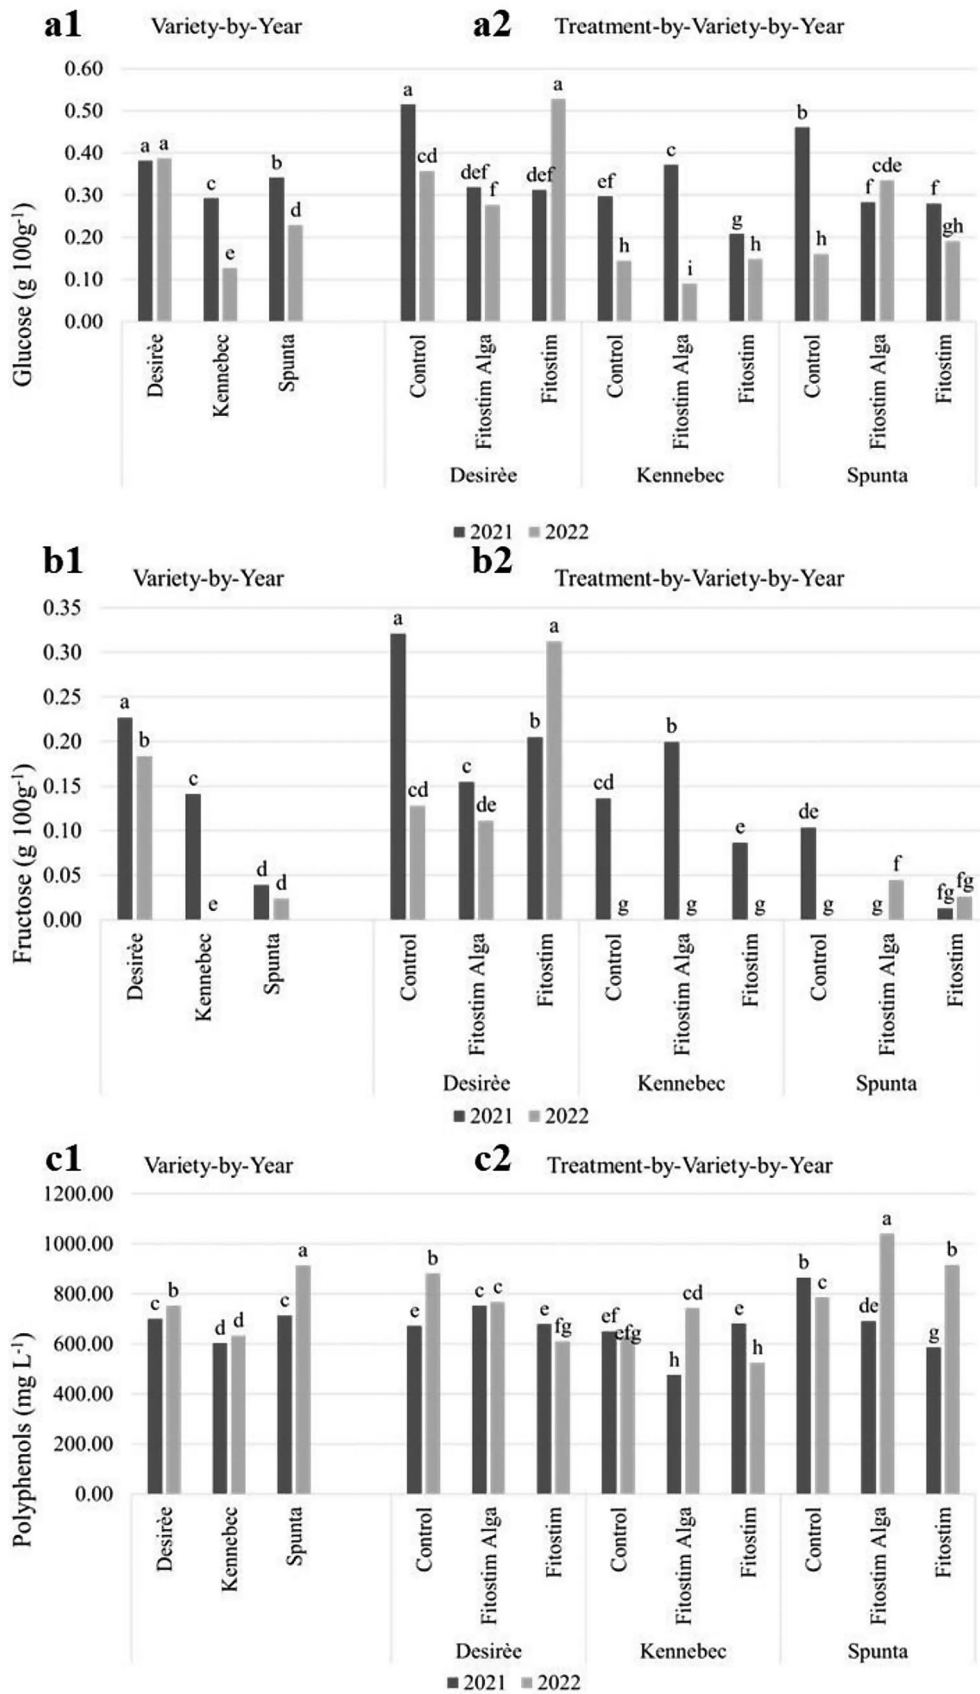 a1 Variety-by-Year a2 Treatment-by-Variety-by-Year
Glucose (g 100g-1)
0.60
0.50
0.40
0.30
0.20
0.10
0.00
a a c e b d
a cd def f def a ef h c i g h b h f cde f gh
Desirèe Kennebec Spunta Control Fitostim Alga Fitostim Control Fitostim Alga Fitostim Control Fitostim Alga Fitostim
Desirèe Kennebec Spunta
2021 2022
b1 Variety-by-Year b2 Treatment-by-Variety-by-Year
Fructose (g 100g-1)
0.35
0.30
0.25
0.20
0.15
0.10
0.05
0.00
a b c e d d
a cd c de b a cd g b g e g de g g f fg fg
Desirèe Kennebec Spunta Control Fitostim Alga Fitostim Control Fitostim Alga Fitostim Control Fitostim Alga Fitostim
Desirèe Kennebec Spunta
2021 2022
c1 Variety-by-Year c2 Treatment-by-Variety-by-Year
Polyphenols (mg L-1)
1200.00
1000.00
800.00
600.00
400.00
200.00
0.00
c b d d c a
e b c c e fg ef efg h cd e h b c de a g b
Desirèe Kennebec Spunta Control Fitostim Alga Fitostim Control Fitostim Alga Fitostim Control Fitostim Alga Fitostim
Desirèe Kennebec Spunta
2021 2022